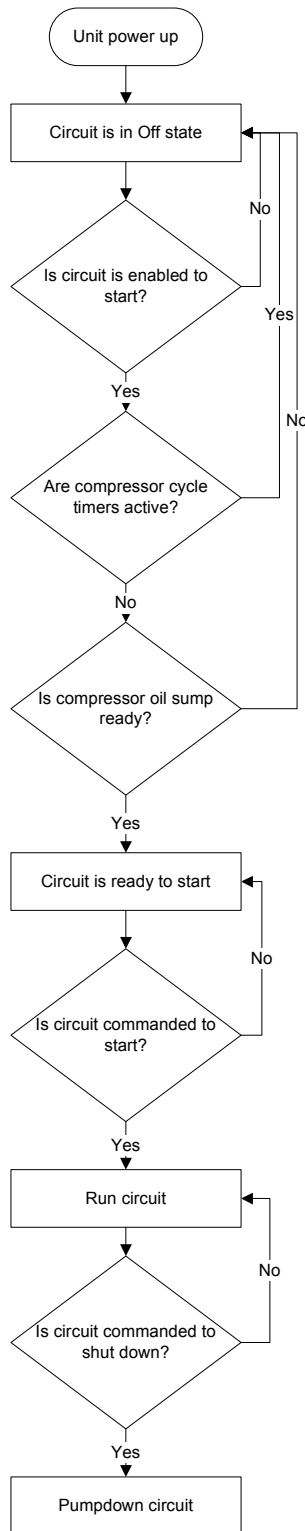 Unit power up
Circuit is in Off state
No
Is circuit is enabled to
start?
Yes
Yes
No
Are compressor cycle
timers active?
No
Is compressor oil sump
ready?
Yes
Circuit is ready to start
No
Is circuit commanded to
start?
Yes
Run circuit
No
Is circuit commanded to
shut down?
Yes
Pumpdown circuit